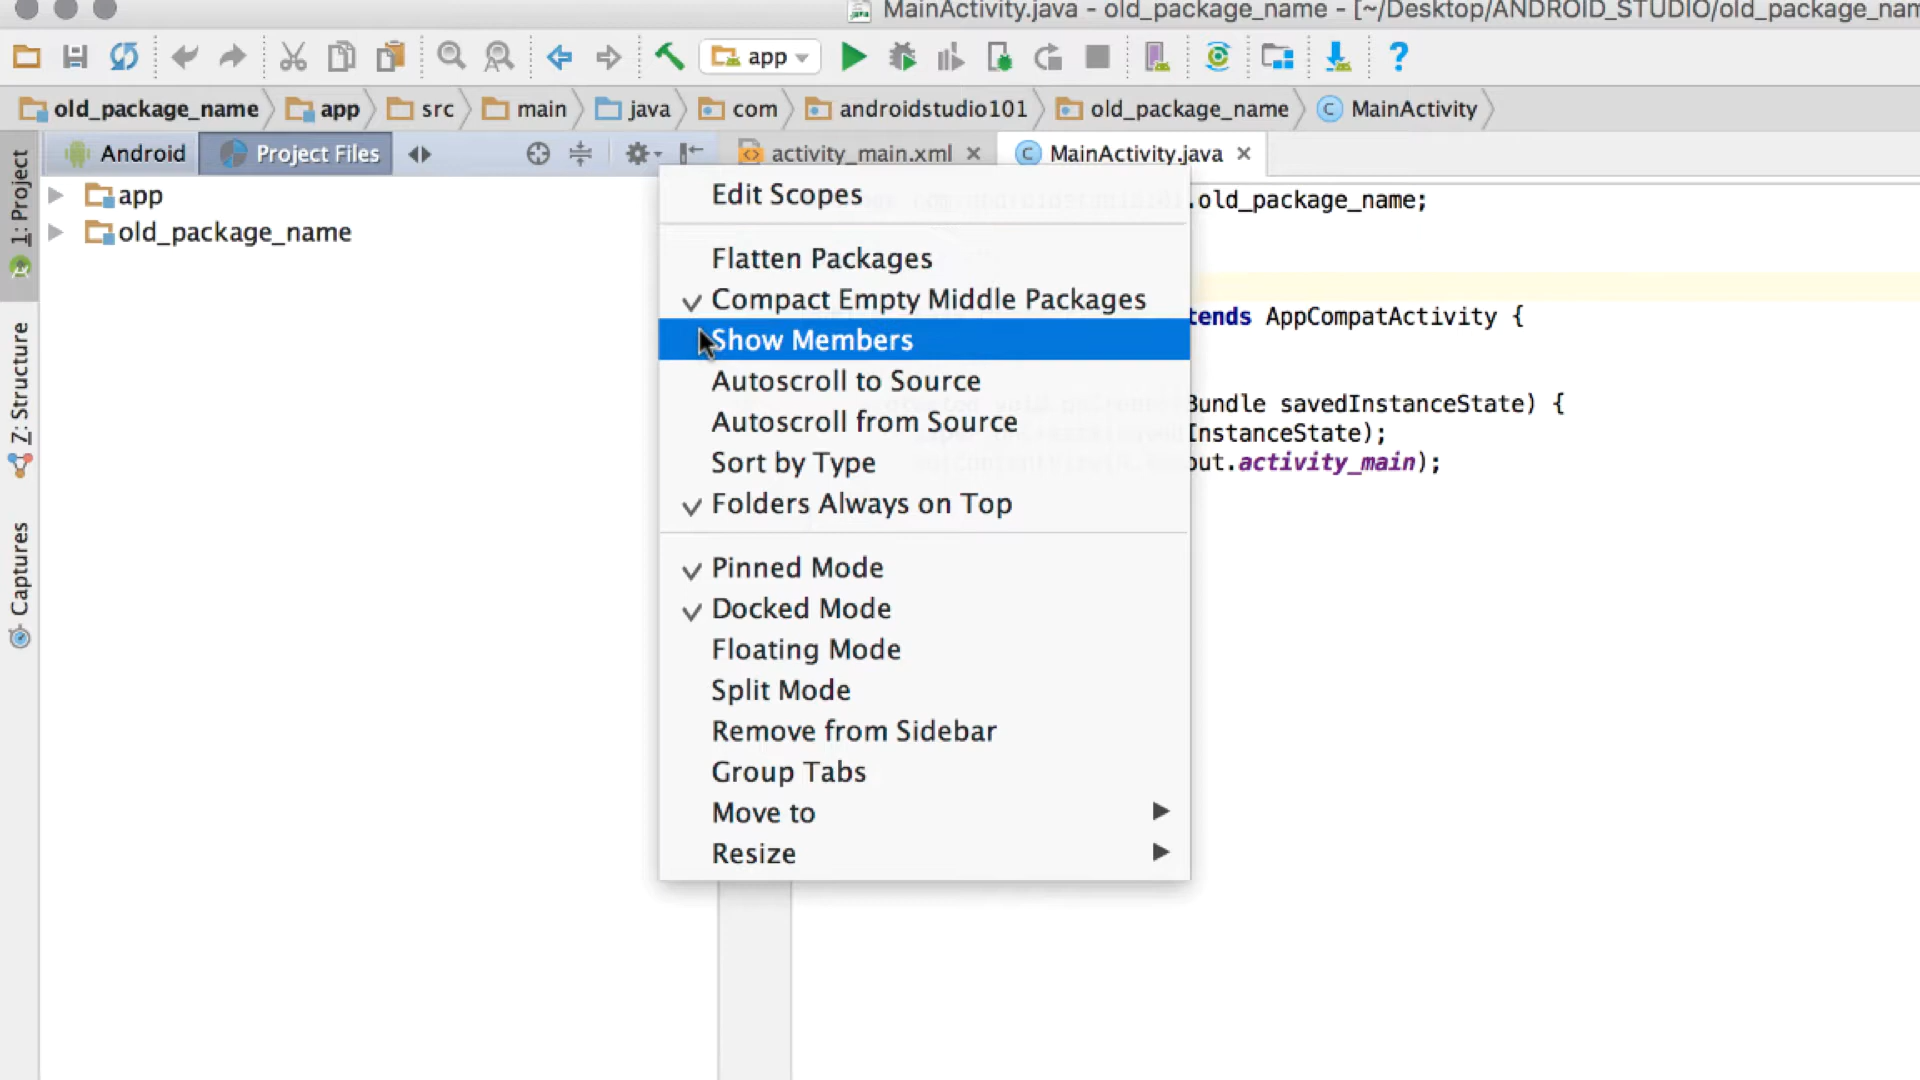 MainActivity.java - old_package_name - [~/Desktop/ANDROID_STUDIO/old_package_nam
app
?
old_package_name app src main java com androidstudio101 old_package_name C MainActivity
1: Project
Z: Structure
Captures
Android Project Files activity_main.xml C MainActivity.java
app
old_package_name
Edit Scopes
Flatten Packages
Compact Empty Middle Packages
Show Members
Autoscroll to Source
Autoscroll from Source
Sort by Type
Folders Always on Top
Pinned Mode
Docked Mode
Floating Mode
Split Mode
Remove from Sidebar
Group Tabs
Move to
Resize
.old_package_name;
tends AppCompatActivity {
Bundle savedInstanceState) {
InstanceState);
out.activity_main);